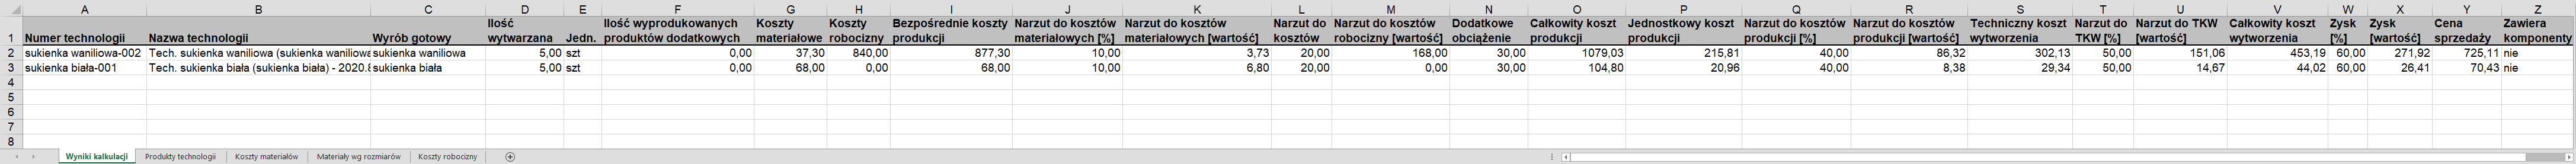 A B C D E F G H I J K L M N O P Q R S T U V W X Y Z
1 Numer technologii Nazwa technologii Wyrób gotowy Ilość wytwarzana Jedn. Ilość wyprodukowanych produktów dodatkowych Koszty materiałowe Koszty robocizny Bezpośrednie koszty produkcji Narzut do kosztów materiałowych [%] Narzut do kosztów materiałowych [wartość] Narzut do kosztów Narzut do kosztów robocizny [wartość] Dodatkowe obciążenie Całkowity koszt produkcji Jednostkowy koszt produkcji Narzut do kosztów produkcji [%] Narzut do kosztów produkcji [wartość] Techniczny koszt wytworzenia Narzut do TKW [%] Narzut do TKW [wartość] Całkowity koszt wytworzenia Zysk [%] Zysk [wartość] Cena sprzedaży Zawiera komponenty
2 sukienka waniliowa-002 Tech. sukienka waniliowa (sukienka waniliowa sukienka waniliowa 5,00 szt 0,00 37,30 840,00 877,30 10,00 3,73 20,00 168,00 30,00 1079,03 215,81 40,00 86,32 302,13 50,00 151,06 453,19 60,00 271,92 725,11 nie
3 sukienka biała-001 Tech. sukienka biała (sukienka biała) - 2020.8 sukienka biała 5,00 szt 0,00 68,00 0,00 68,00 10,00 6,80 20,00 0,00 30,00 104,80 20,96 40,00 8,38 29,34 50,00 14,67 44,02 60,00 26,41 70,43 nie
4
5
6
7
8
Wyniki kalkulacji Produkty technologii Koszty materiałów Materiały wg rozmiarów Koszty robocizny